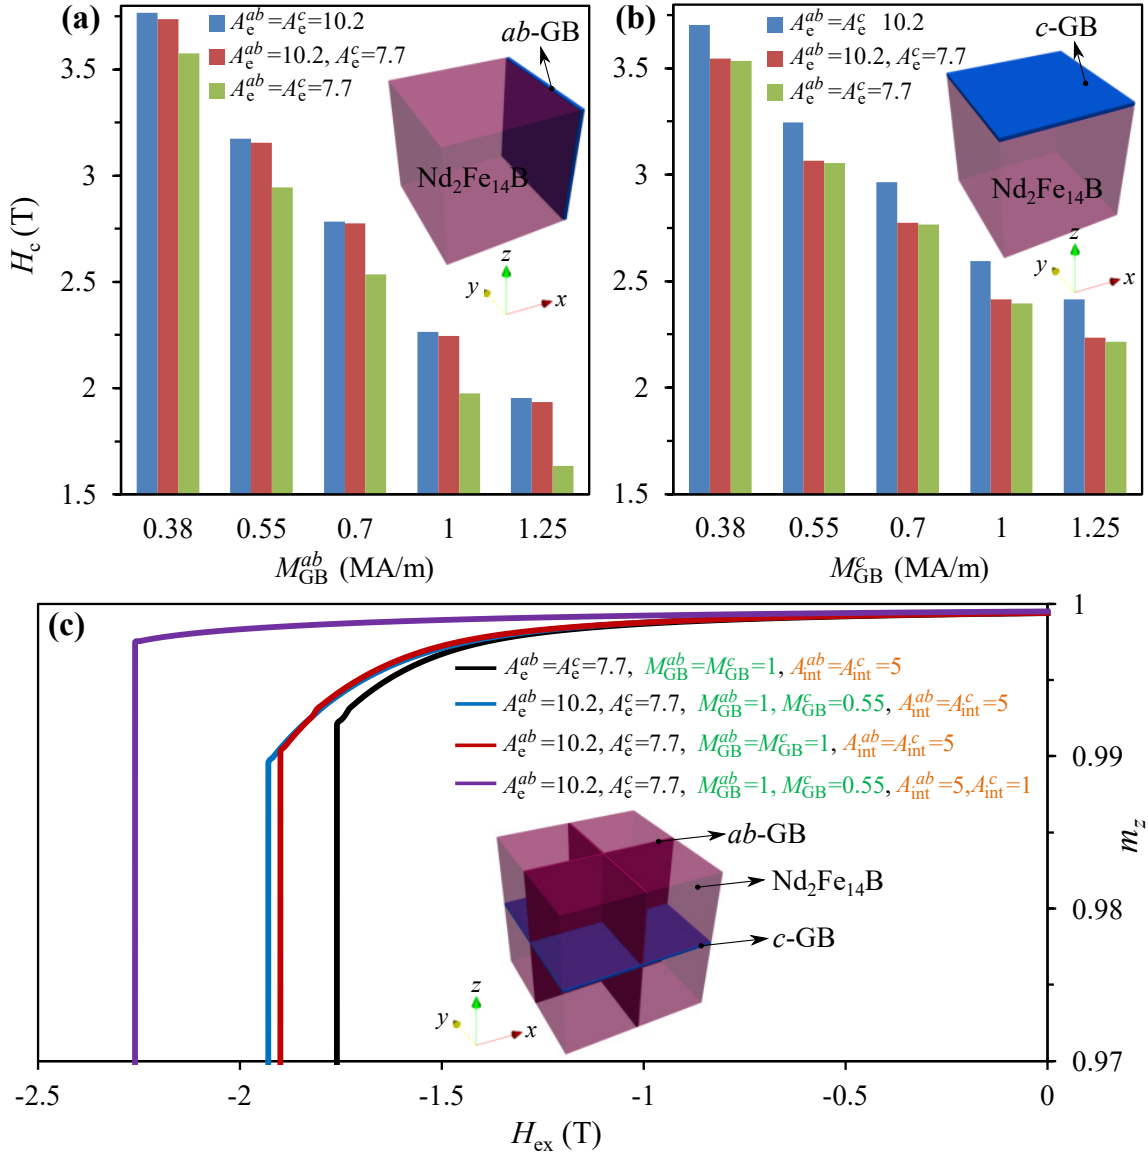 (a)
A_e^ab=A_e^c=10.2
A_e^ab=10.2, A_e^c=7.7
A_e^ab=A_e^c=7.7
ab-GB
Nd₂Fe₁₄B
z
y
x
H_c (T)
3.5
3
2.5
2
1.5
0.38 0.55 0.7 1 1.25
M_GB^ab (MA/m)
(b)
A_e^ab=A_e^c 10.2
A_e^ab=10.2, A_e^c=7.7
A_e^ab=A_e^c=7.7
c-GB
Nd₂Fe₁₄B
z
y
x
3.5
3
2.5
2
1.5
0.38 0.55 0.7 1 1.25
M_GB^c (MA/m)
(c)
A_e^ab=A_e^c=7.7, M_GB^ab=M_GB^c=1, A_int^ab=A_int^c=5
A_e^ab=10.2, A_e^c=7.7, M_GB^ab=1, M_GB^c=0.55, A_int^ab=A_int^c=5
A_e^ab=10.2, A_e^c=7.7, M_GB^ab=M_GB^c=1, A_int^ab=A_int^c=5
A_e^ab=10.2, A_e^c=7.7, M_GB^ab=1, M_GB^c=0.55, A_int^ab=5, A_int^c=1
ab-GB
Nd₂Fe₁₄B
c-GB
z
y
x
1
0.99
0.98
0.97
m_z
-2.5 -2 -1.5 -1 -0.5 0
H_ex (T)